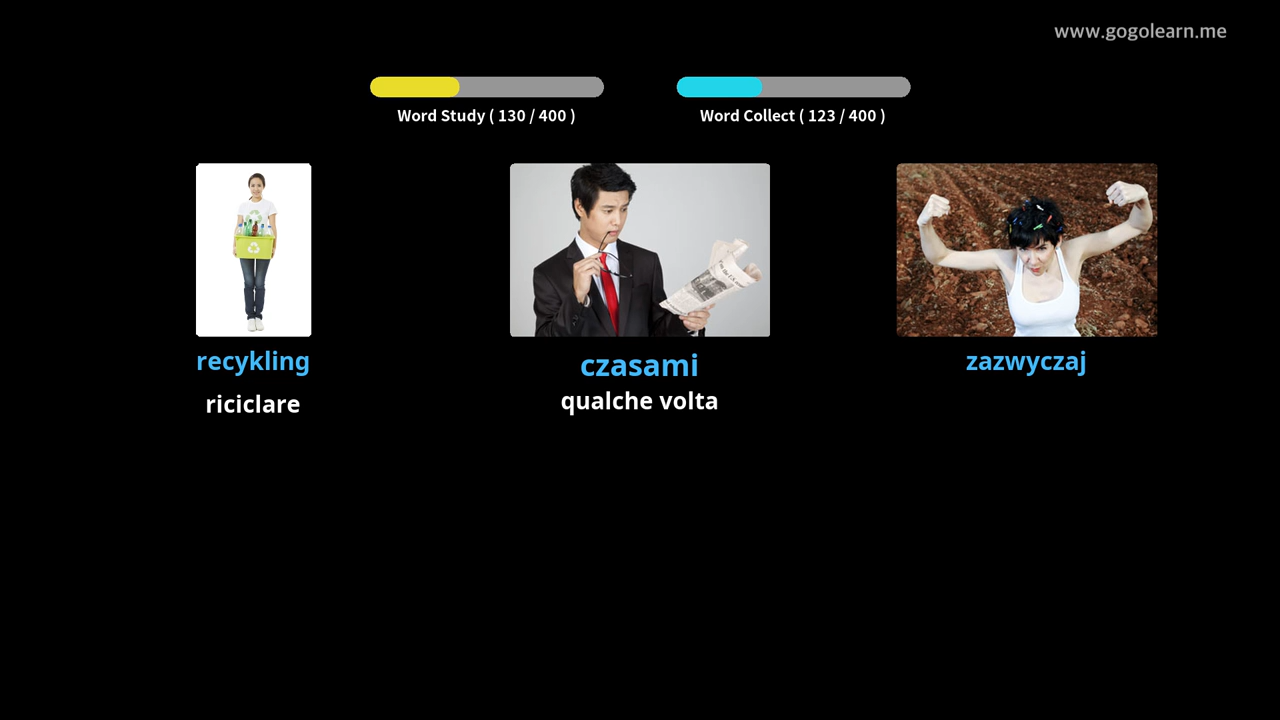 www.gogolearn.me
Word Study ( 130 / 400 )
Word Collect ( 123 / 400 )
recykling
czasami
zazwyczaj
riciclare
qualche volta